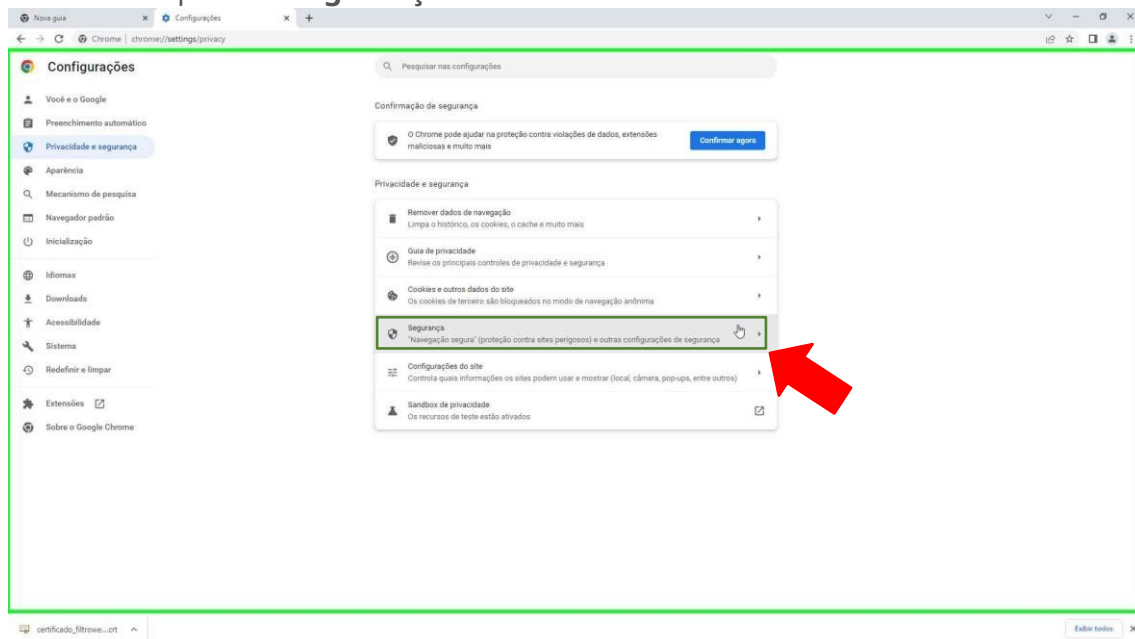 Nova guia
Configurações
Chrome | chrome://settings/privacy
Configurações
Pesquisar nas configurações
Você e o Google
Preenchimento automático
Privacidade e segurança
Aparência
Mecanismo de pesquisa
Navegador padrão
Inicialização
Idiomas
Downloads
Acessibilidade
Sistema
Redefinir e limpar
Extensões
Sobre o Google Chrome
Confirmação de segurança
O Chrome pode ajudar na proteção contra violações de dados, extensões
maliciosas e muito mais
Confirmar agora
Privacidade e segurança
Remover dados de navegação
Limpa o histórico, os cookies, o cache e muito mais
Guia de privacidade
Revise os principais controles de privacidade e segurança
Cookies e outros dados do site
Os cookies de terceiro são bloqueados no modo de navegação anônima
Segurança
"Navegação segura" (proteção contra sites perigosos) e outras configurações de segurança
Configurações do site
Controla quais informações os sites podem usar e mostrar (local, câmera, pop-ups, entre outros)
Sandbox de privacidade
Os recursos de teste estão ativados
certificado_filtrowe....crt
Exibir todos